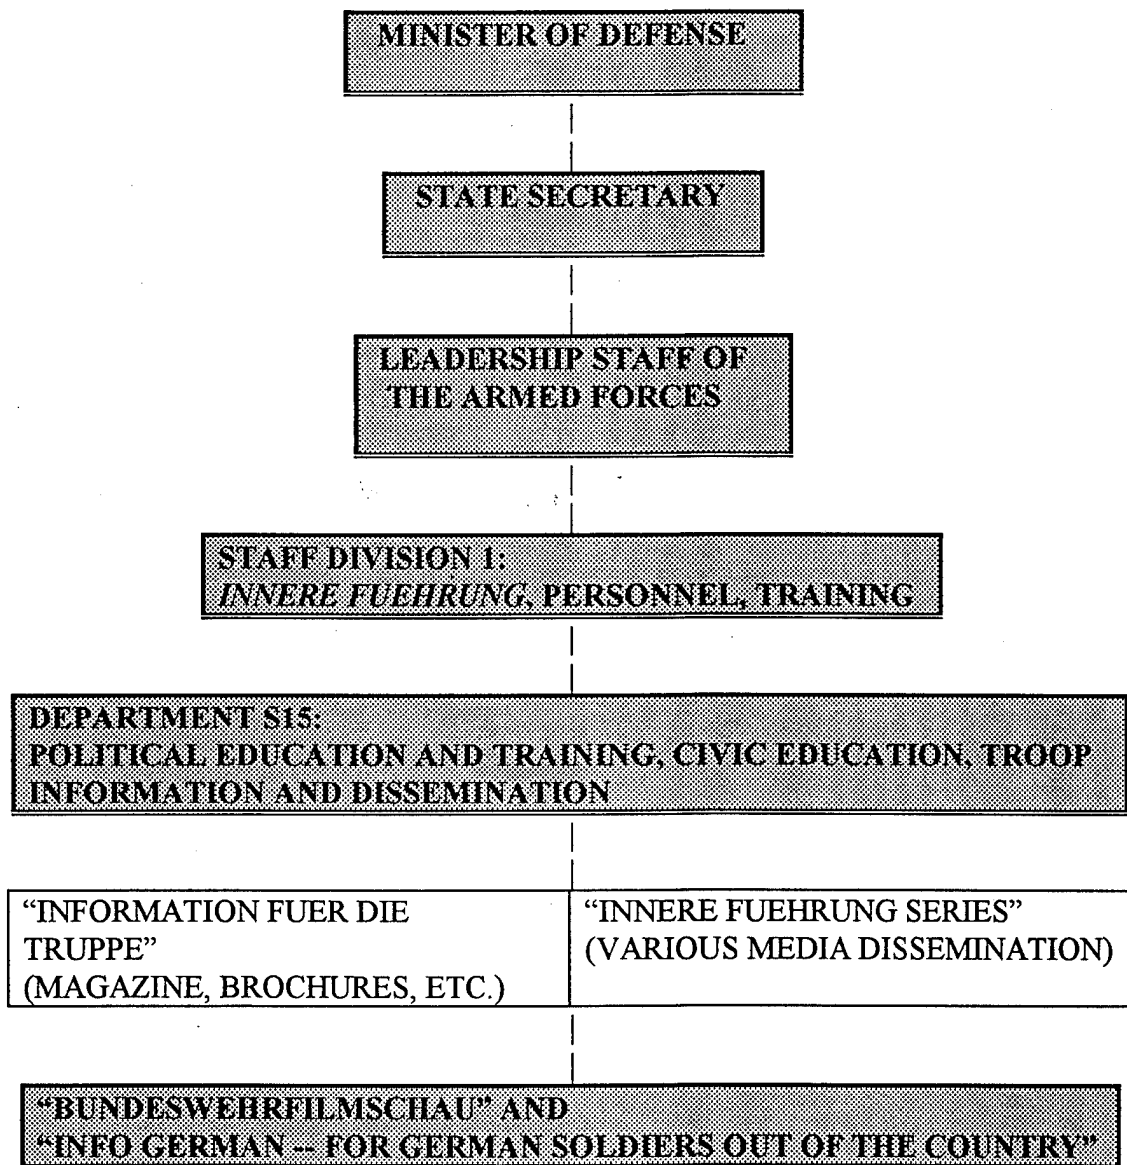 MINISTER OF DEFENSE
STATE SECRETARY
LEADERSHIP STAFF OF
THE ARMED FORCES
STAFF DIVISION 1:
INNERE FUEHRUNG, PERSONNEL, TRAINING
DEPARTMENT S15:
POLITICAL EDUCATION AND TRAINING, CIVIC EDUCATION, TROOP
INFORMATION AND DISSEMINATION
“INFORMATION FUER DIE
TRUPPE”
(MAGAZINE, BROCHURES, ETC.)
“INNERE FUEHRUNG SERIES”
(VARIOUS MEDIA DISSEMINATION)
“BUNDESWEHRFILMSCHAU” AND
“INFO GERMAN -- FOR GERMAN SOLDIERS OUT OF THE COUNTRY”